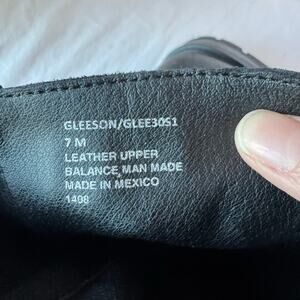 GLEESON/GLEE30S1
7 M
LEATHER UPPER
BALANCE MAN MADE
MADE IN MEXICO
1408